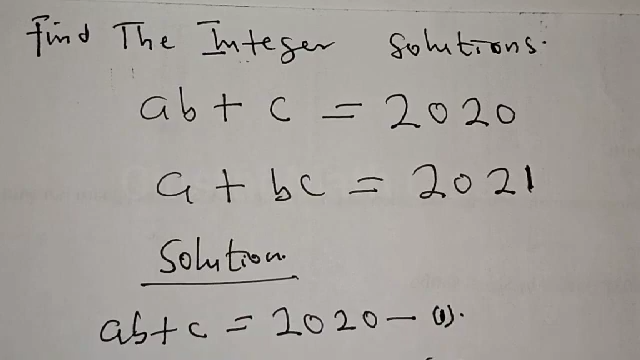 Find The Integer Solutions.
ab + c = 2020
a + bc = 2021
Solution
ab + c = 2020 — (1).